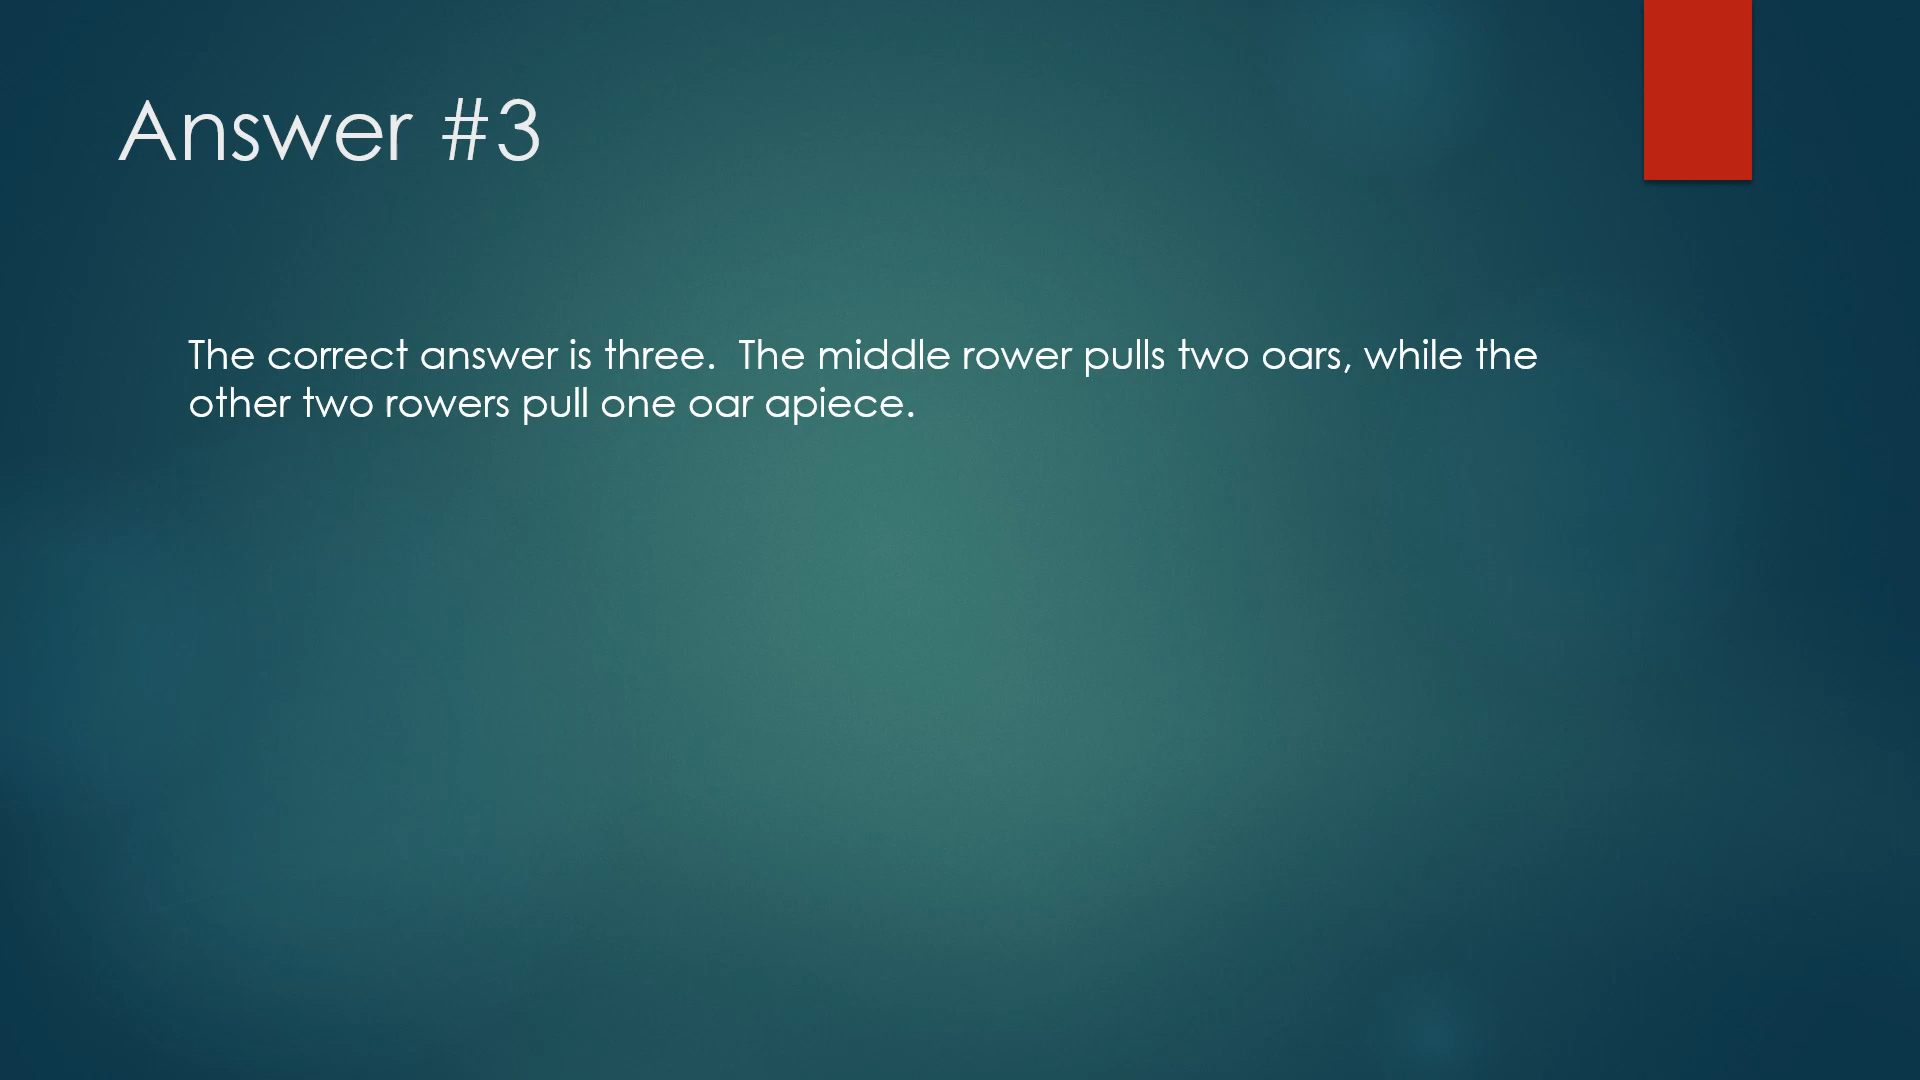 Answer #3
The correct answer is three.  The middle rower pulls two oars, while the
other two rowers pull one oar apiece.